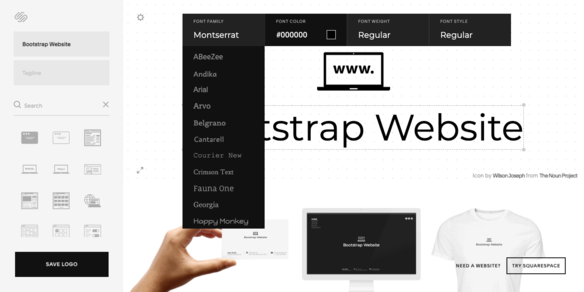 Bootstrap Website
Tagline
Search
SAVE LOGO
FONT FAMILY
Montserrat
FONT COLOR
#000000
FONT WEIGHT
Regular
FONT STYLE
Regular
ABeeZee
Andika
Arial
Arvo
Belgrano
Cantarell
Courier New
Crimson Text
Fauna One
Georgia
Happy Monkey
www.
tstrap Website
Icon by Wilson Joseph from The Noun Project
Bootstrap Website
Bootstrap Website
Bootstrap Website
NEED A WEBSITE?
TRY SQUARESPACE